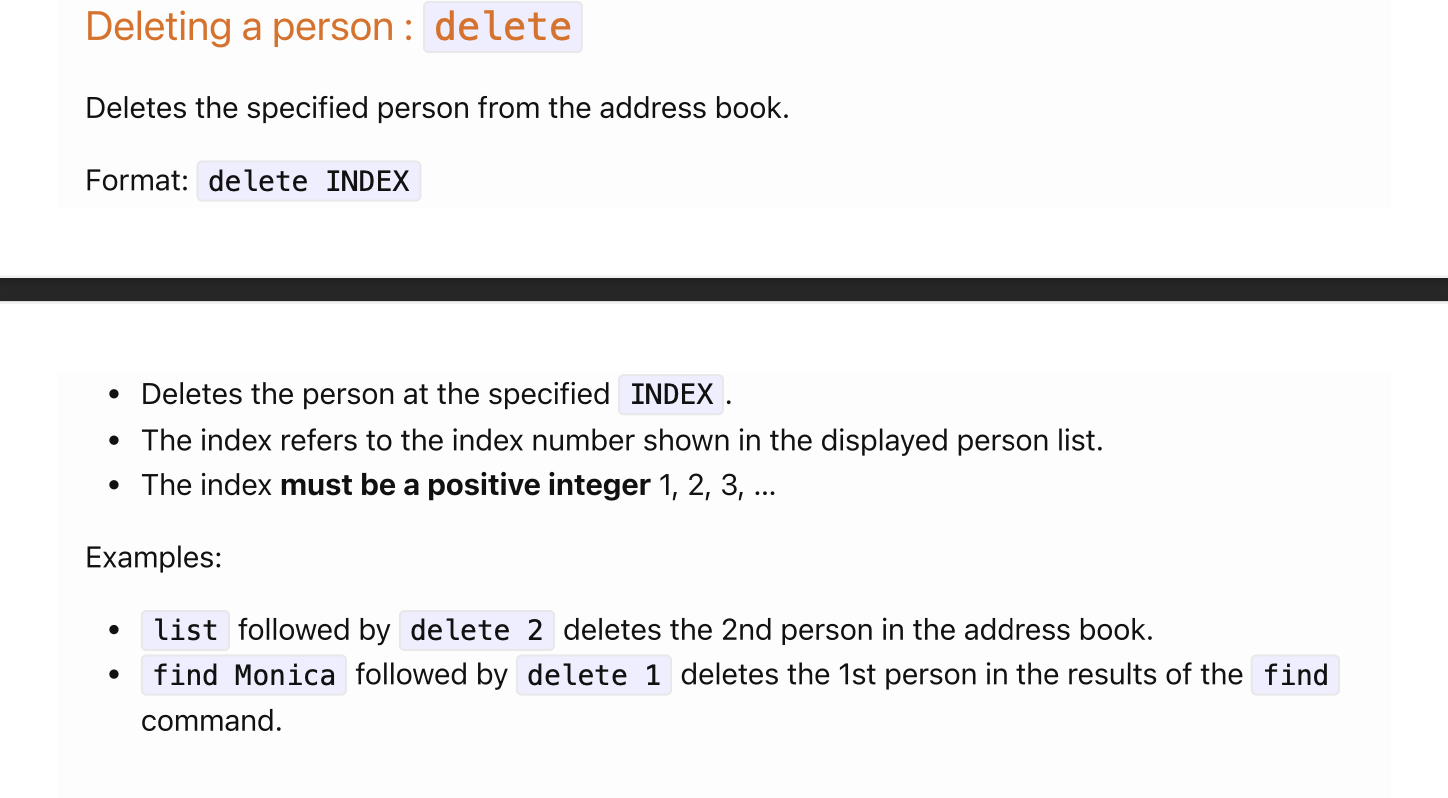 Deleting a person : delete
Deletes the specified person from the address book.
Format: delete INDEX
• Deletes the person at the specified INDEX.
• The index refers to the index number shown in the displayed person list.
• The index must be a positive integer 1, 2, 3, …
Examples:
• list followed by delete 2 deletes the 2nd person in the address book.
• find Monica followed by delete 1 deletes the 1st person in the results of the find
command.